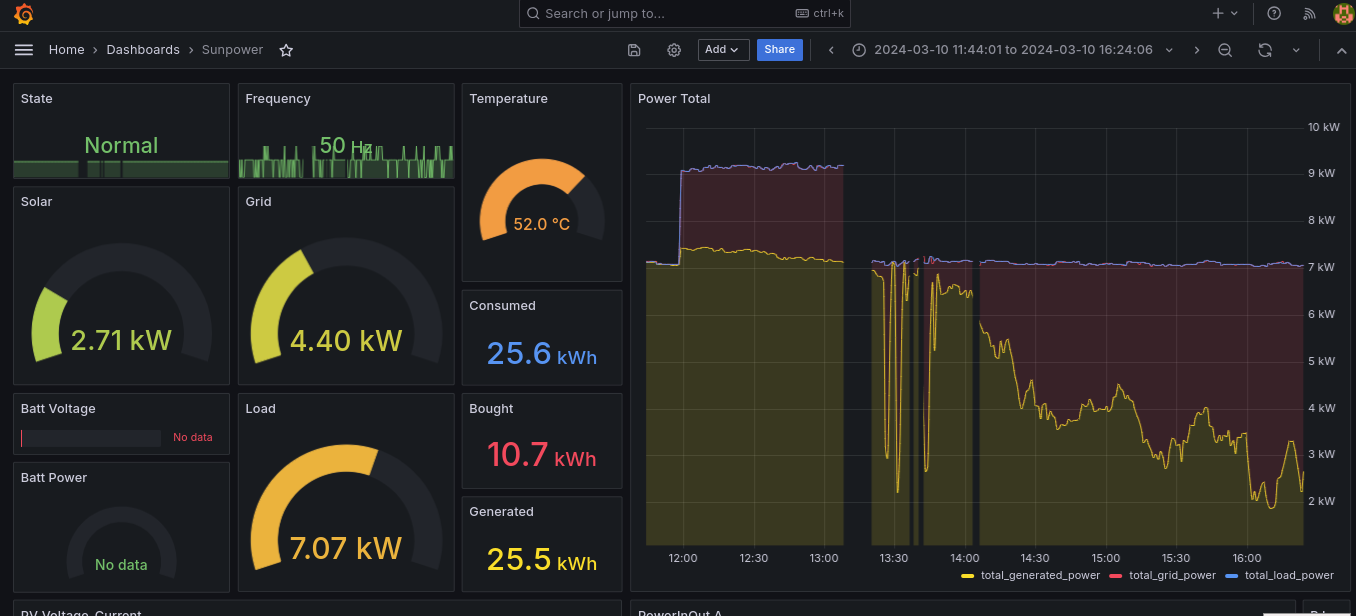 Search or jump to...
ctrl+k
Home › Dashboards › Sunpower
Add
Share
2024-03-10 11:44:01 to 2024-03-10 16:24:06
State
Normal
Frequency
50 Hz
Temperature
52.0 °C
Power Total
10 kW
9 kW
8 kW
7 kW
6 kW
5 kW
4 kW
3 kW
2 kW
12:00
12:30
13:00
13:30
14:00
14:30
15:00
15:30
16:00
total_generated_power
total_grid_power
total_load_power
Solar
2.71 kW
Grid
4.40 kW
Consumed
25.6 kWh
Batt Voltage
No data
Load
7.07 kW
Bought
10.7 kWh
Batt Power
No data
Generated
25.5 kWh
PV Voltage, Current
PowerInOut A